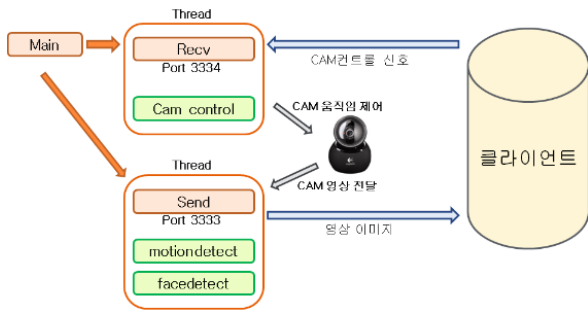 Thread
Main
Recv
Port 3334
CAM컨트롤 신호
Cam control
CAM 움직임 제어
클라이언트
Thread
CAM 영상 전달
Send
Port 3333
영상 이미지
motiondetect
facedetect